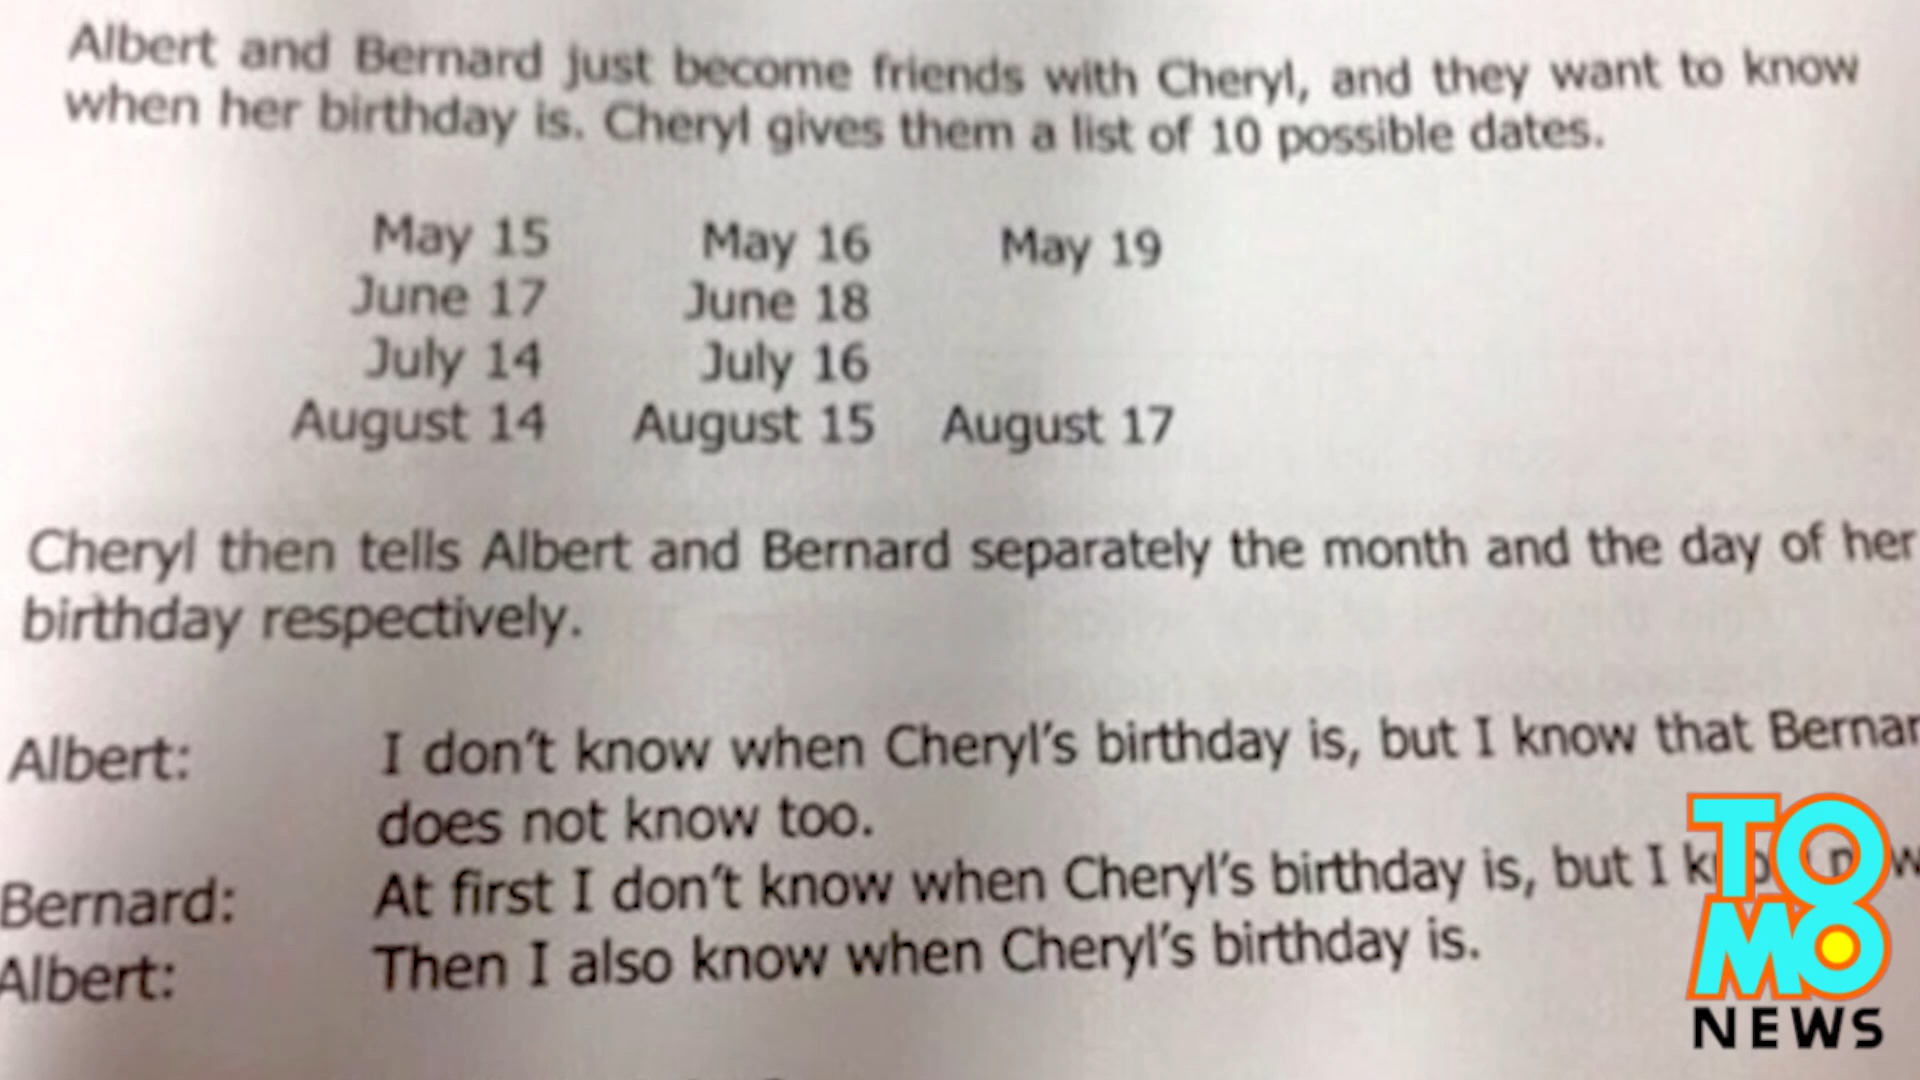 Albert and Bernard just become friends with Cheryl, and they want to know
when her birthday is. Cheryl gives them a list of 10 possible dates.
May 15 May 16 May 19
June 17 June 18
July 14 July 16
August 14 August 15 August 17
Cheryl then tells Albert and Bernard separately the month and the day of her
birthday respectively.
Albert: I don't know when Cheryl's birthday is, but I know that Bernar
does not know too.
Bernard: At first I don't know when Cheryl's birthday is, but I
Albert: Then I also know when Cheryl's birthday is.
TOMO
NEWS